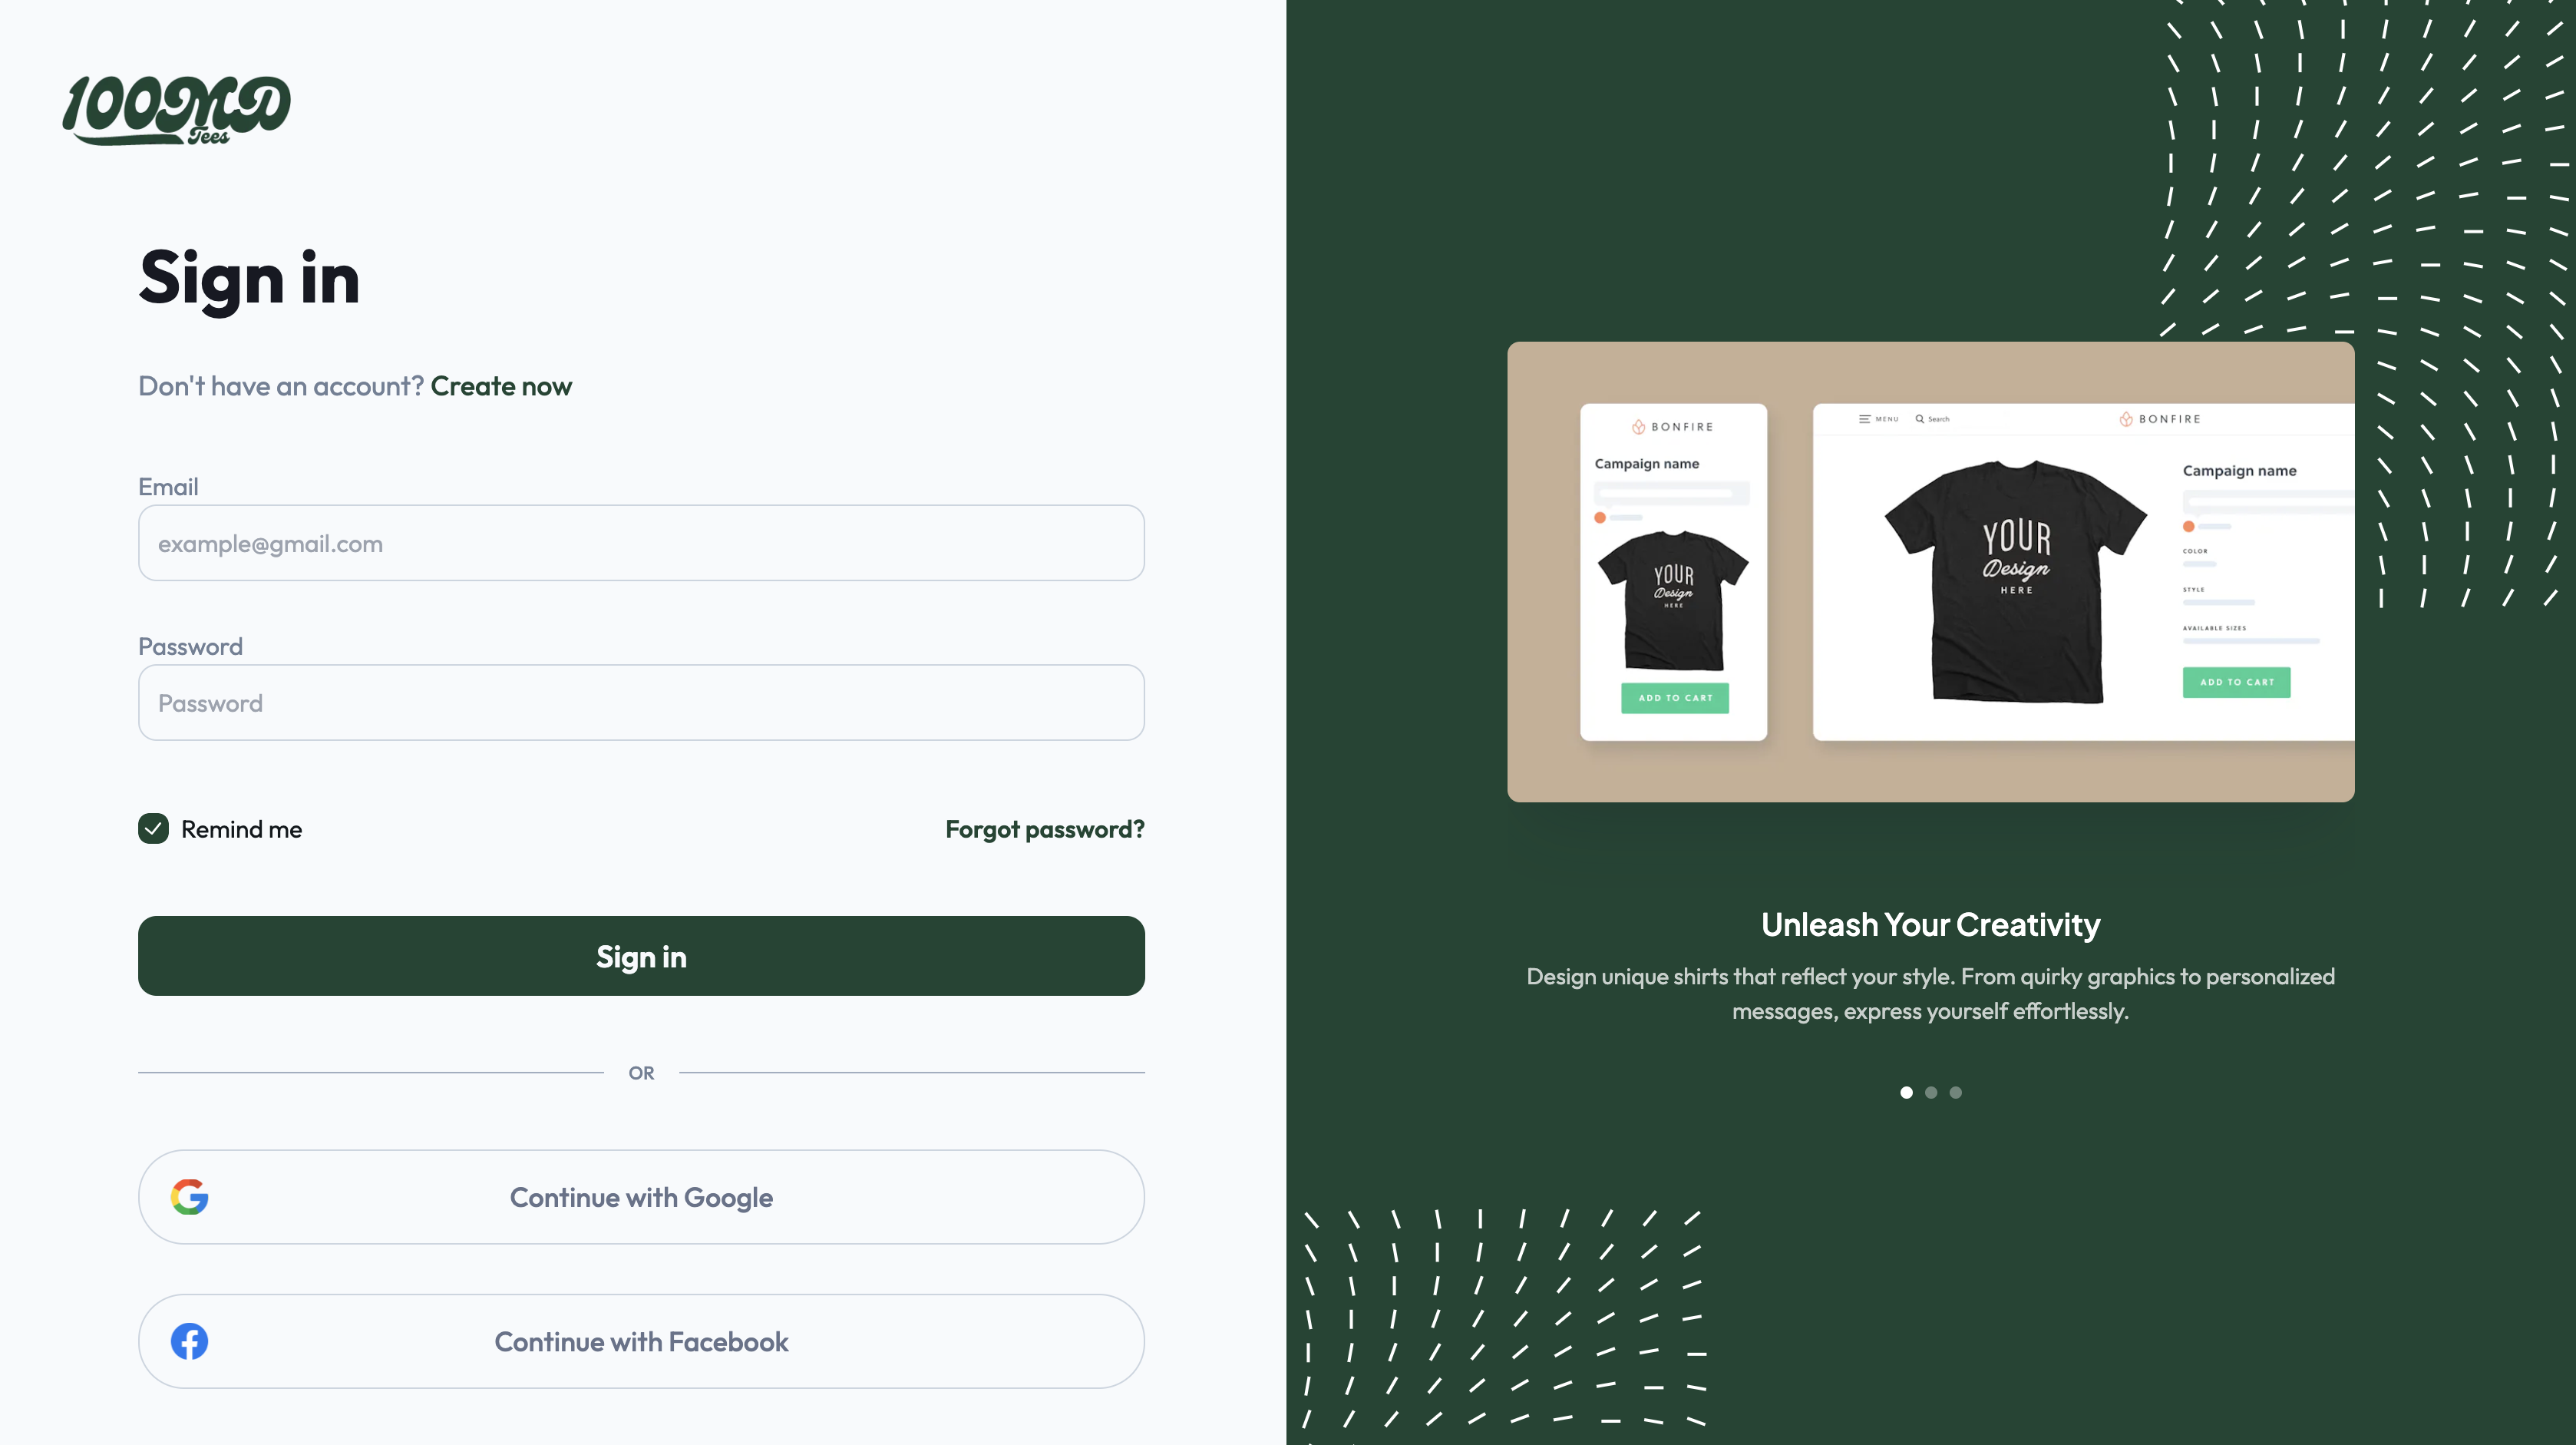 100MD
Tees
Sign in
Don't have an account? Create now
Email
example@gmail.com
Password
Password
Remind me
Forgot password?
Sign in
OR
Continue with Google
Continue with Facebook
BONFIRE
Campaign name
YOUR
Design
HERE
ADD TO CART
MENU
Search
BONFIRE
YOUR
Design
HERE
Campaign name
COLOR
STYLE
AVAILABLE SIZES
ADD TO CART
Unleash Your Creativity
Design unique shirts that reflect your style. From quirky graphics to personalized
messages, express yourself effortlessly.